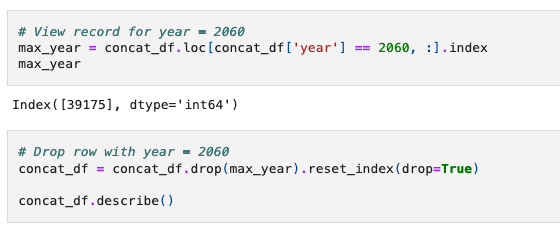 # View record for year = 2060
max_year = concat_df.loc[concat_df['year'] == 2060, :].index
max_year
Index([39175], dtype='int64')
# Drop row with year = 2060
concat_df = concat_df.drop(max_year).reset_index(drop=True)
concat_df.describe()